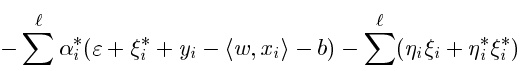 $- \sum^{\ell} \alpha_i^* (\varepsilon + \xi_i^* + y_i - \langle w, x_i \rangle - b) - \sum^{\ell} (\eta_i \xi_i + \eta_i^* \xi_i^*)$